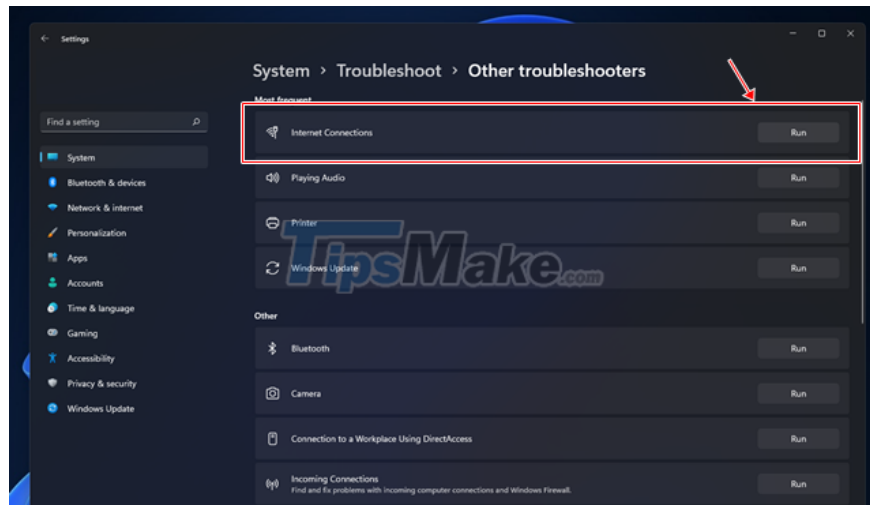 Settings
System > Troubleshoot > Other troubleshooters
Most frequent
Find a setting
Internet Connections Run
System
Playing Audio Run
Bluetooth & devices
Network & internet
Printer Run
Personalization
Apps
Windows Update Run
TipsMake.com
Accounts
Time & language
Other
Gaming
Bluetooth Run
Accessibility
Privacy & security
Camera Run
Windows Update
Connection to a Workplace Using DirectAccess Run
Incoming Connections
Find and fix problems with incoming computer connections and Windows Firewall.
Run